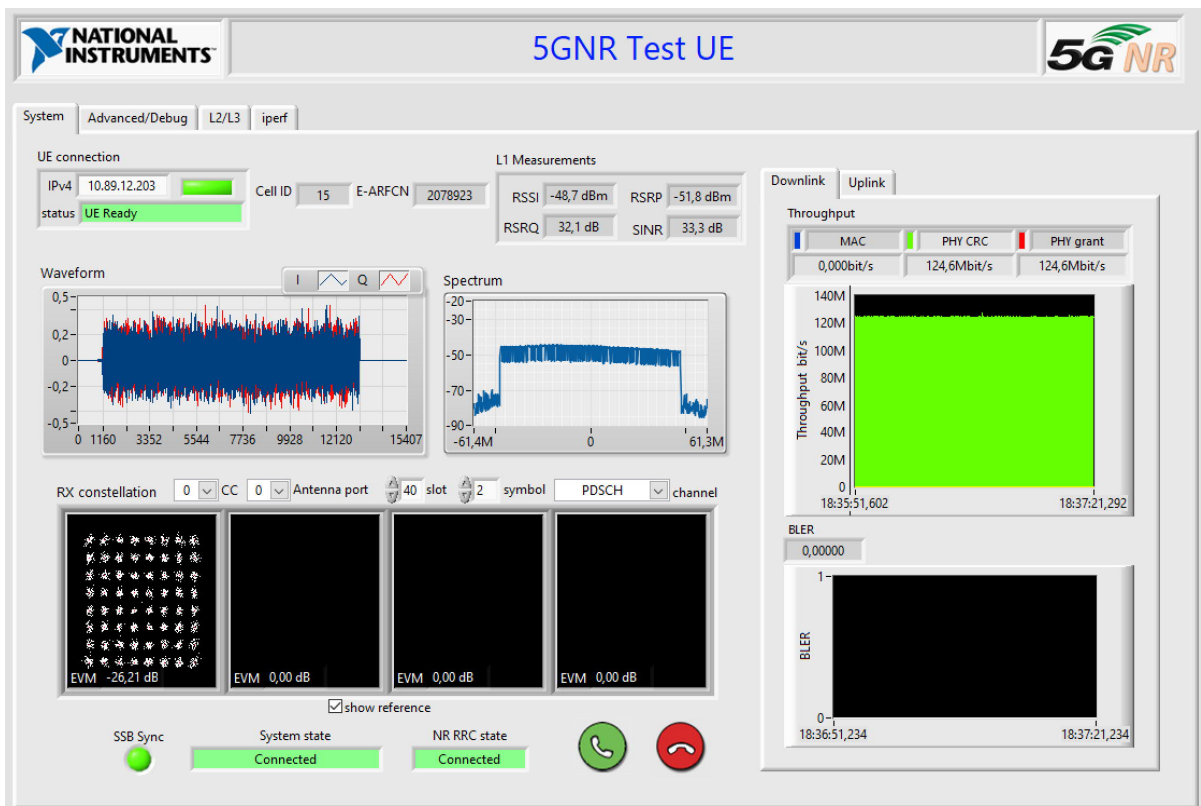 NATIONAL
INSTRUMENTS™
5GNR Test UE
5G NR
System Advanced/Debug L2/L3 iperf
UE connection
IPv4 10.89.12.203
status UE Ready
Cell ID 15 E-ARFCN 2078923
L1 Measurements
RSSI -48,7 dBm RSRP -51,8 dBm
RSRQ 32,1 dB SINR 33,3 dB
Waveform
I Q
0,5
0,2
0
-0,2
-0,5
0 1160 3352 5544 7736 9928 12120 15407
Spectrum
-20
-30
-50
-70
-90
-61,4M 0 61,3M
RX constellation 0 CC 0 Antenna port 40 slot 2 symbol PDSCH channel
EVM -26,21 dB EVM 0,00 dB EVM 0,00 dB EVM 0,00 dB
show reference
SSB Sync
System state
Connected
NR RRC state
Connected
Downlink Uplink
Throughput
MAC PHY CRC PHY grant
0,000bit/s 124,6Mbit/s 124,6Mbit/s
Throughput bit/s
140M
120M
100M
80M
60M
40M
20M
0
18:35:51,602 18:37:21,292
BLER
0,00000
BLER
1
0
18:36:51,234 18:37:21,234